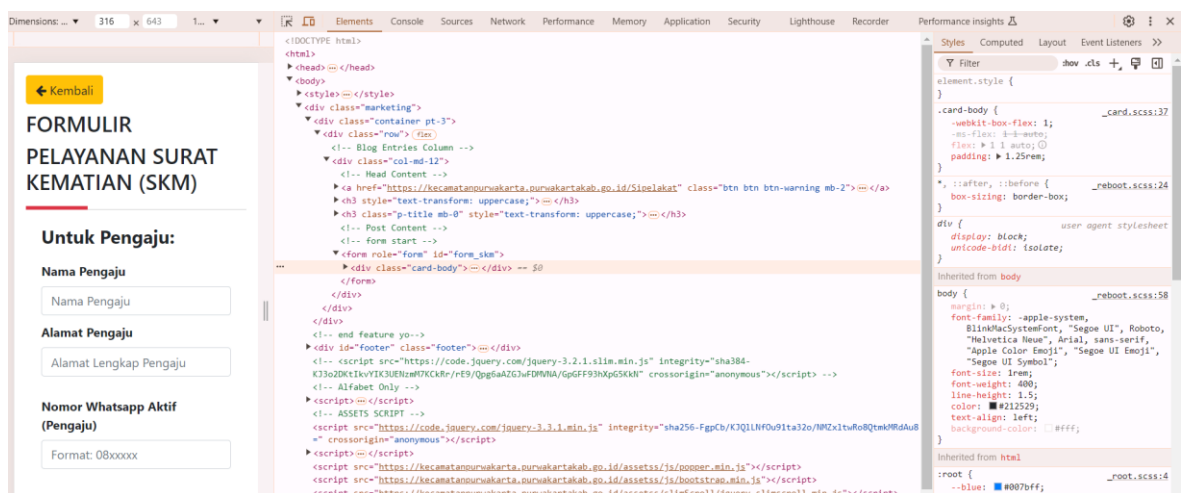 Dimensions: ... ▼ 316 × 643 1... ▼ ▼ Elements Console Sources Network Performance Memory Application Security Lighthouse Recorder Performance insights
Kembali
FORMULIR
PELAYANAN SURAT
KEMATIAN (SKM)
Untuk Pengaju:
Nama Pengaju
Nama Pengaju
Alamat Pengaju
Alamat Lengkap Pengaju
Nomor Whatsapp Aktif
(Pengaju)
Format: 08xxxxx
<!DOCTYPE html>
<html>
▶<head>…</head>
▼<body>
▶<style>…</style>
▼<div class="marketing">
▼<div class="container pt-3">
▼<div class="row"> flex
<!-- Blog Entries Column -->
▼<div class="col-md-12">
<!-- Head Content -->
▶<a href="https://kecamatanpurwakarta.purwakartakab.go.id/Sipelakat" class="btn btn btn-warning mb-2">…</a>
▶<h3 style="text-transform: uppercase;">…</h3>
▶<h3 class="p-title mb-0" style="text-transform: uppercase;">…</h3>
<!-- Post Content -->
<!-- form start -->
▼<form role="form" id="form_skm">
… ▶<div class="card-body">…</div> == $0
</form>
</div>
</div>
</div>
<!-- end feature yo-->
▶<div id="footer" class="footer">…</div>
<!-- <script src="https://code.jquery.com/jquery-3.2.1.slim.min.js" integrity="sha384-
KJ3o2DKtIkvYIK3UENzmM7KCkRr/rE9/Qpg6aAZGJwFDMVNA/GpGFF93hXpG5KkN" crossorigin="anonymous"></script> -->
<!-- Alfabet Only -->
▶<script>…</script>
<!-- ASSETS SCRIPT -->
<script src="https://code.jquery.com/jquery-3.3.1.min.js" integrity="sha256-FgpCb/KJQlLNfOu91ta32o/NMZxltwRo8QtmkMRdAu8
=" crossorigin="anonymous"></script>
▶<script>…</script>
<script src="https://kecamatanpurwakarta.purwakartakab.go.id/assetss/js/popper.min.js"></script>
<script src="https://kecamatanpurwakarta.purwakartakab.go.id/assetss/js/bootstrap.min.js"></script>
Styles Computed Layout Event Listeners >>
Filter :hov .cls +
element.style {
}
.card-body { _card.scss:37
-webkit-box-flex: 1;
-ms-flex: 1 1 auto;
flex: ▶ 1 1 auto;
padding: ▶ 1.25rem;
}
*, ::after, ::before { _reboot.scss:24
box-sizing: border-box;
}
div { user agent stylesheet
display: block;
unicode-bidi: isolate;
}
Inherited from body
body { _reboot.scss:58
margin: ▶ 0;
font-family: -apple-system,
BlinkMacSystemFont, "Segoe UI", Roboto,
"Helvetica Neue", Arial, sans-serif,
"Apple Color Emoji", "Segoe UI Emoji",
"Segoe UI Symbol";
font-size: 1rem;
font-weight: 400;
line-height: 1.5;
color: #212529;
text-align: left;
background-color: #fff;
}
Inherited from html
:root { _root.scss:4
--blue: #007bff;